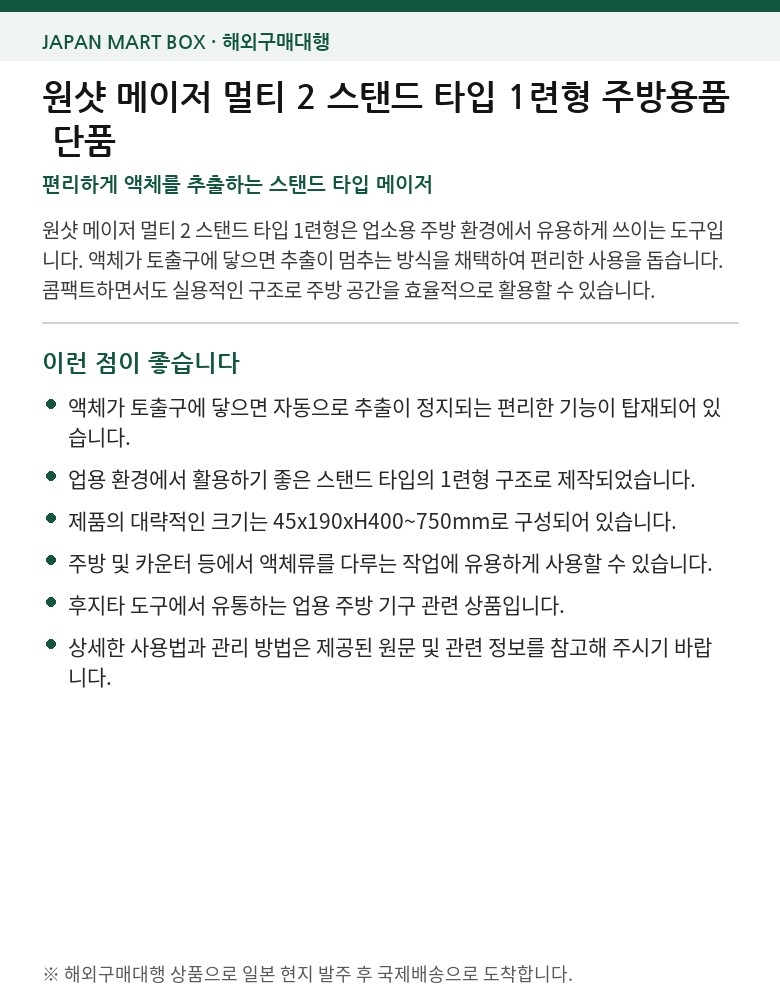 JAPAN MART BOX · 해외구매대행
원샷 메이저 멀티 2 스탠드 타입 1련형 주방용품
단품
편리하게 액체를 추출하는 스탠드 타입 메이저
원샷 메이저 멀티 2 스탠드 타입 1련형은 업소용 주방 환경에서 유용하게 쓰이는 도구입
니다. 액체가 토출구에 닿으면 추출이 멈추는 방식을 채택하여 편리한 사용을 돕습니다.
콤팩트하면서도 실용적인 구조로 주방 공간을 효율적으로 활용할 수 있습니다.
이런 점이 좋습니다
• 액체가 토출구에 닿으면 자동으로 추출이 정지되는 편리한 기능이 탑재되어 있
습니다.
• 업용 환경에서 활용하기 좋은 스탠드 타입의 1련형 구조로 제작되었습니다.
• 제품의 대략적인 크기는 45x190xH400~750mm로 구성되어 있습니다.
• 주방 및 카운터 등에서 액체류를 다루는 작업에 유용하게 사용할 수 있습니다.
• 후지타 도구에서 유통하는 업용 주방 기구 관련 상품입니다.
• 상세한 사용법과 관리 방법은 제공된 원문 및 관련 정보를 참고해 주시기 바랍
니다.
※ 해외구매대행 상품으로 일본 현지 발주 후 국제배송으로 도착합니다.